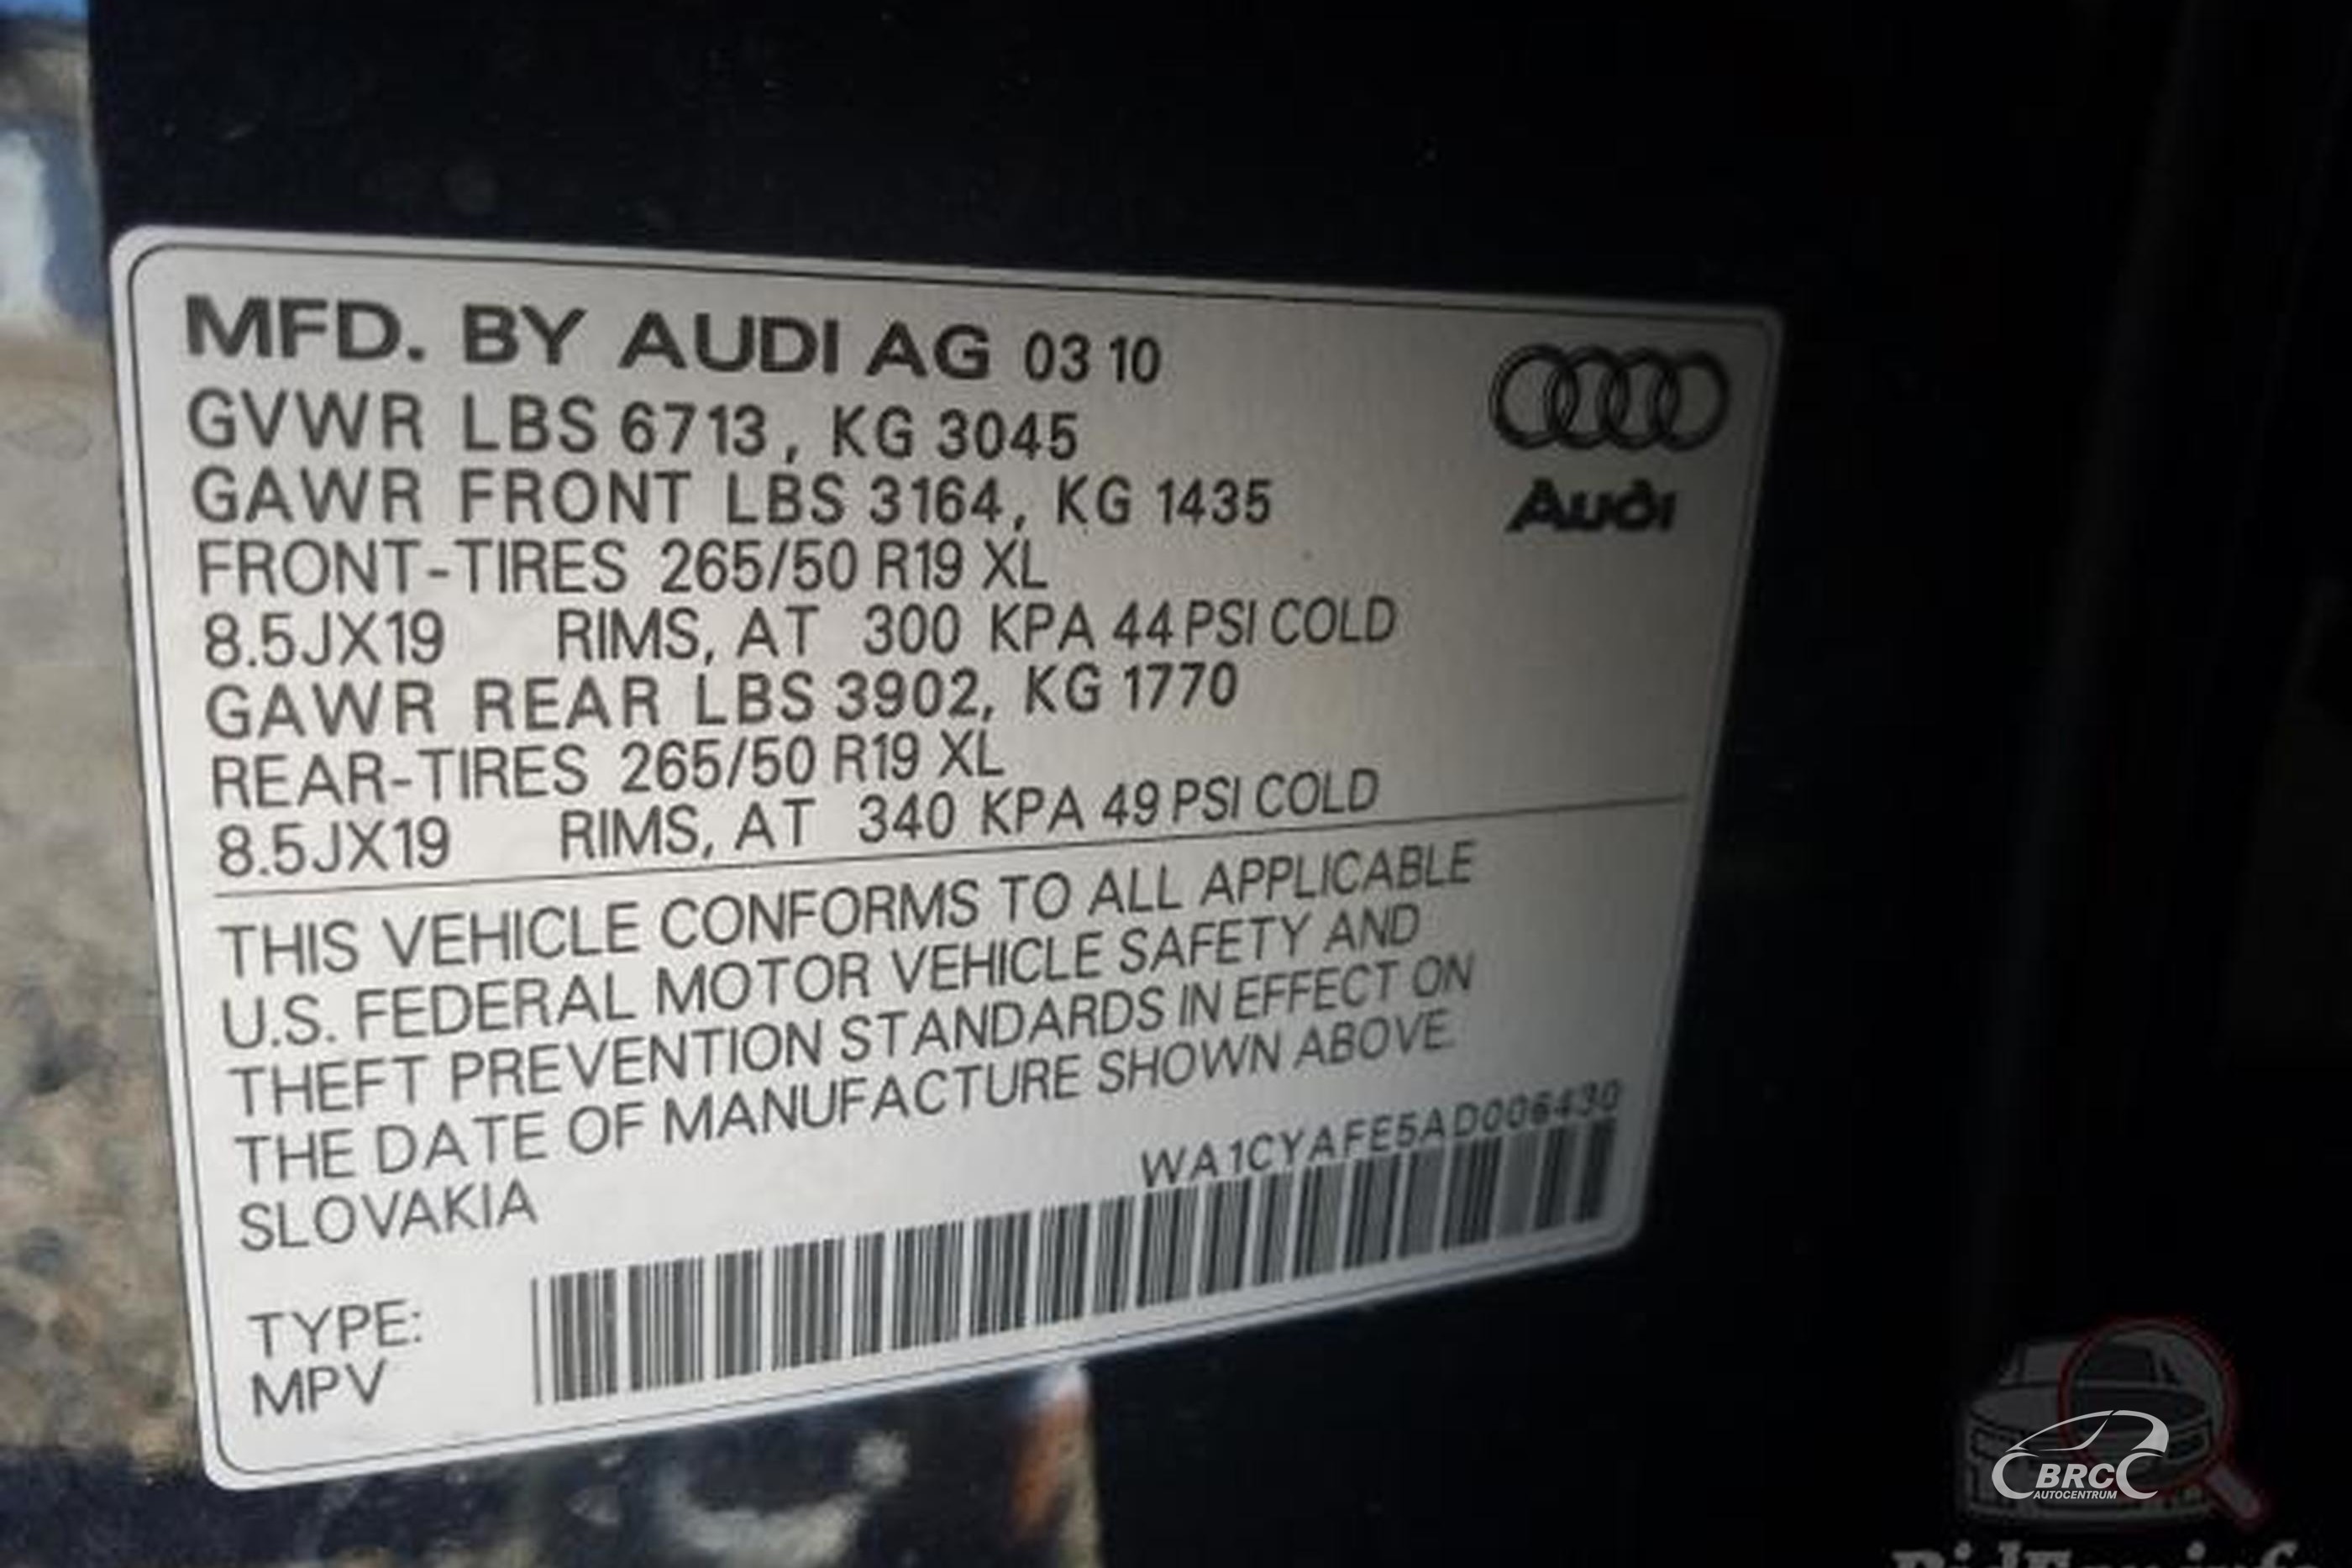 MFD. BY AUDI AG 03 10
GVWR LBS 6713, KG 3045
GAWR FRONT LBS 3164, KG 1435
FRONT-TIRES 265/50 R19 XL
8.5JX19 RIMS, AT 300 KPA 44 PSI COLD
GAWR REAR LBS 3902, KG 1770
REAR-TIRES 265/50 R19 XL
8.5JX19 RIMS, AT 340 KPA 49 PSI COLD
Audi
THIS VEHICLE CONFORMS TO ALL APPLICABLE
U.S. FEDERAL MOTOR VEHICLE SAFETY AND
THEFT PREVENTION STANDARDS IN EFFECT ON
THE DATE OF MANUFACTURE SHOWN ABOVE.
SLOVAKIA
WA1CYAFE5AD006430
TYPE:
MPV
BRC
AUTOCENTRUM